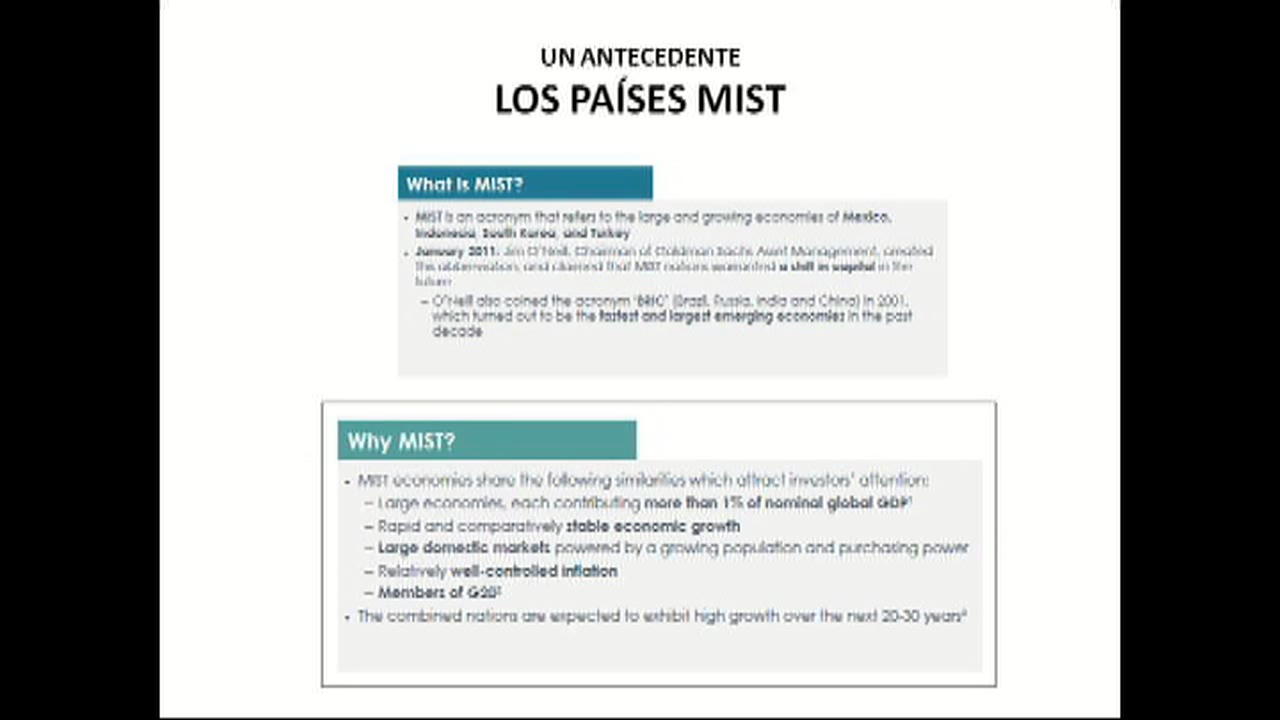 UN ANTECEDENTE
LOS PAÍSES MIST
What is MIST?
• MIST is an acronym that refers to the large and growing economies of Mexico,
Indonesia, South Korea, and Turkey
• January 2011: Jim O'Neill, Chairman of Goldman Sachs Asset Management, created
this abbreviation, and claimed that MIST nations warranted a shift in capital in the
future
– O'Neill also coined the acronym "BRIC" (Brazil, Russia, India and China) in 2001,
which turned out to be the fastest and largest emerging economies in the past
decade
Why MIST?
• MIST economies share the following similarities which attract investors' attention:
– Large economies, each contributing more than 1% of nominal global GDP¹
– Rapid and comparatively stable economic growth
– Large domestic markets powered by a growing population and purchasing power
– Relatively well-controlled inflation
– Members of G20
• The combined nations are expected to exhibit high growth over the next 20-30 years